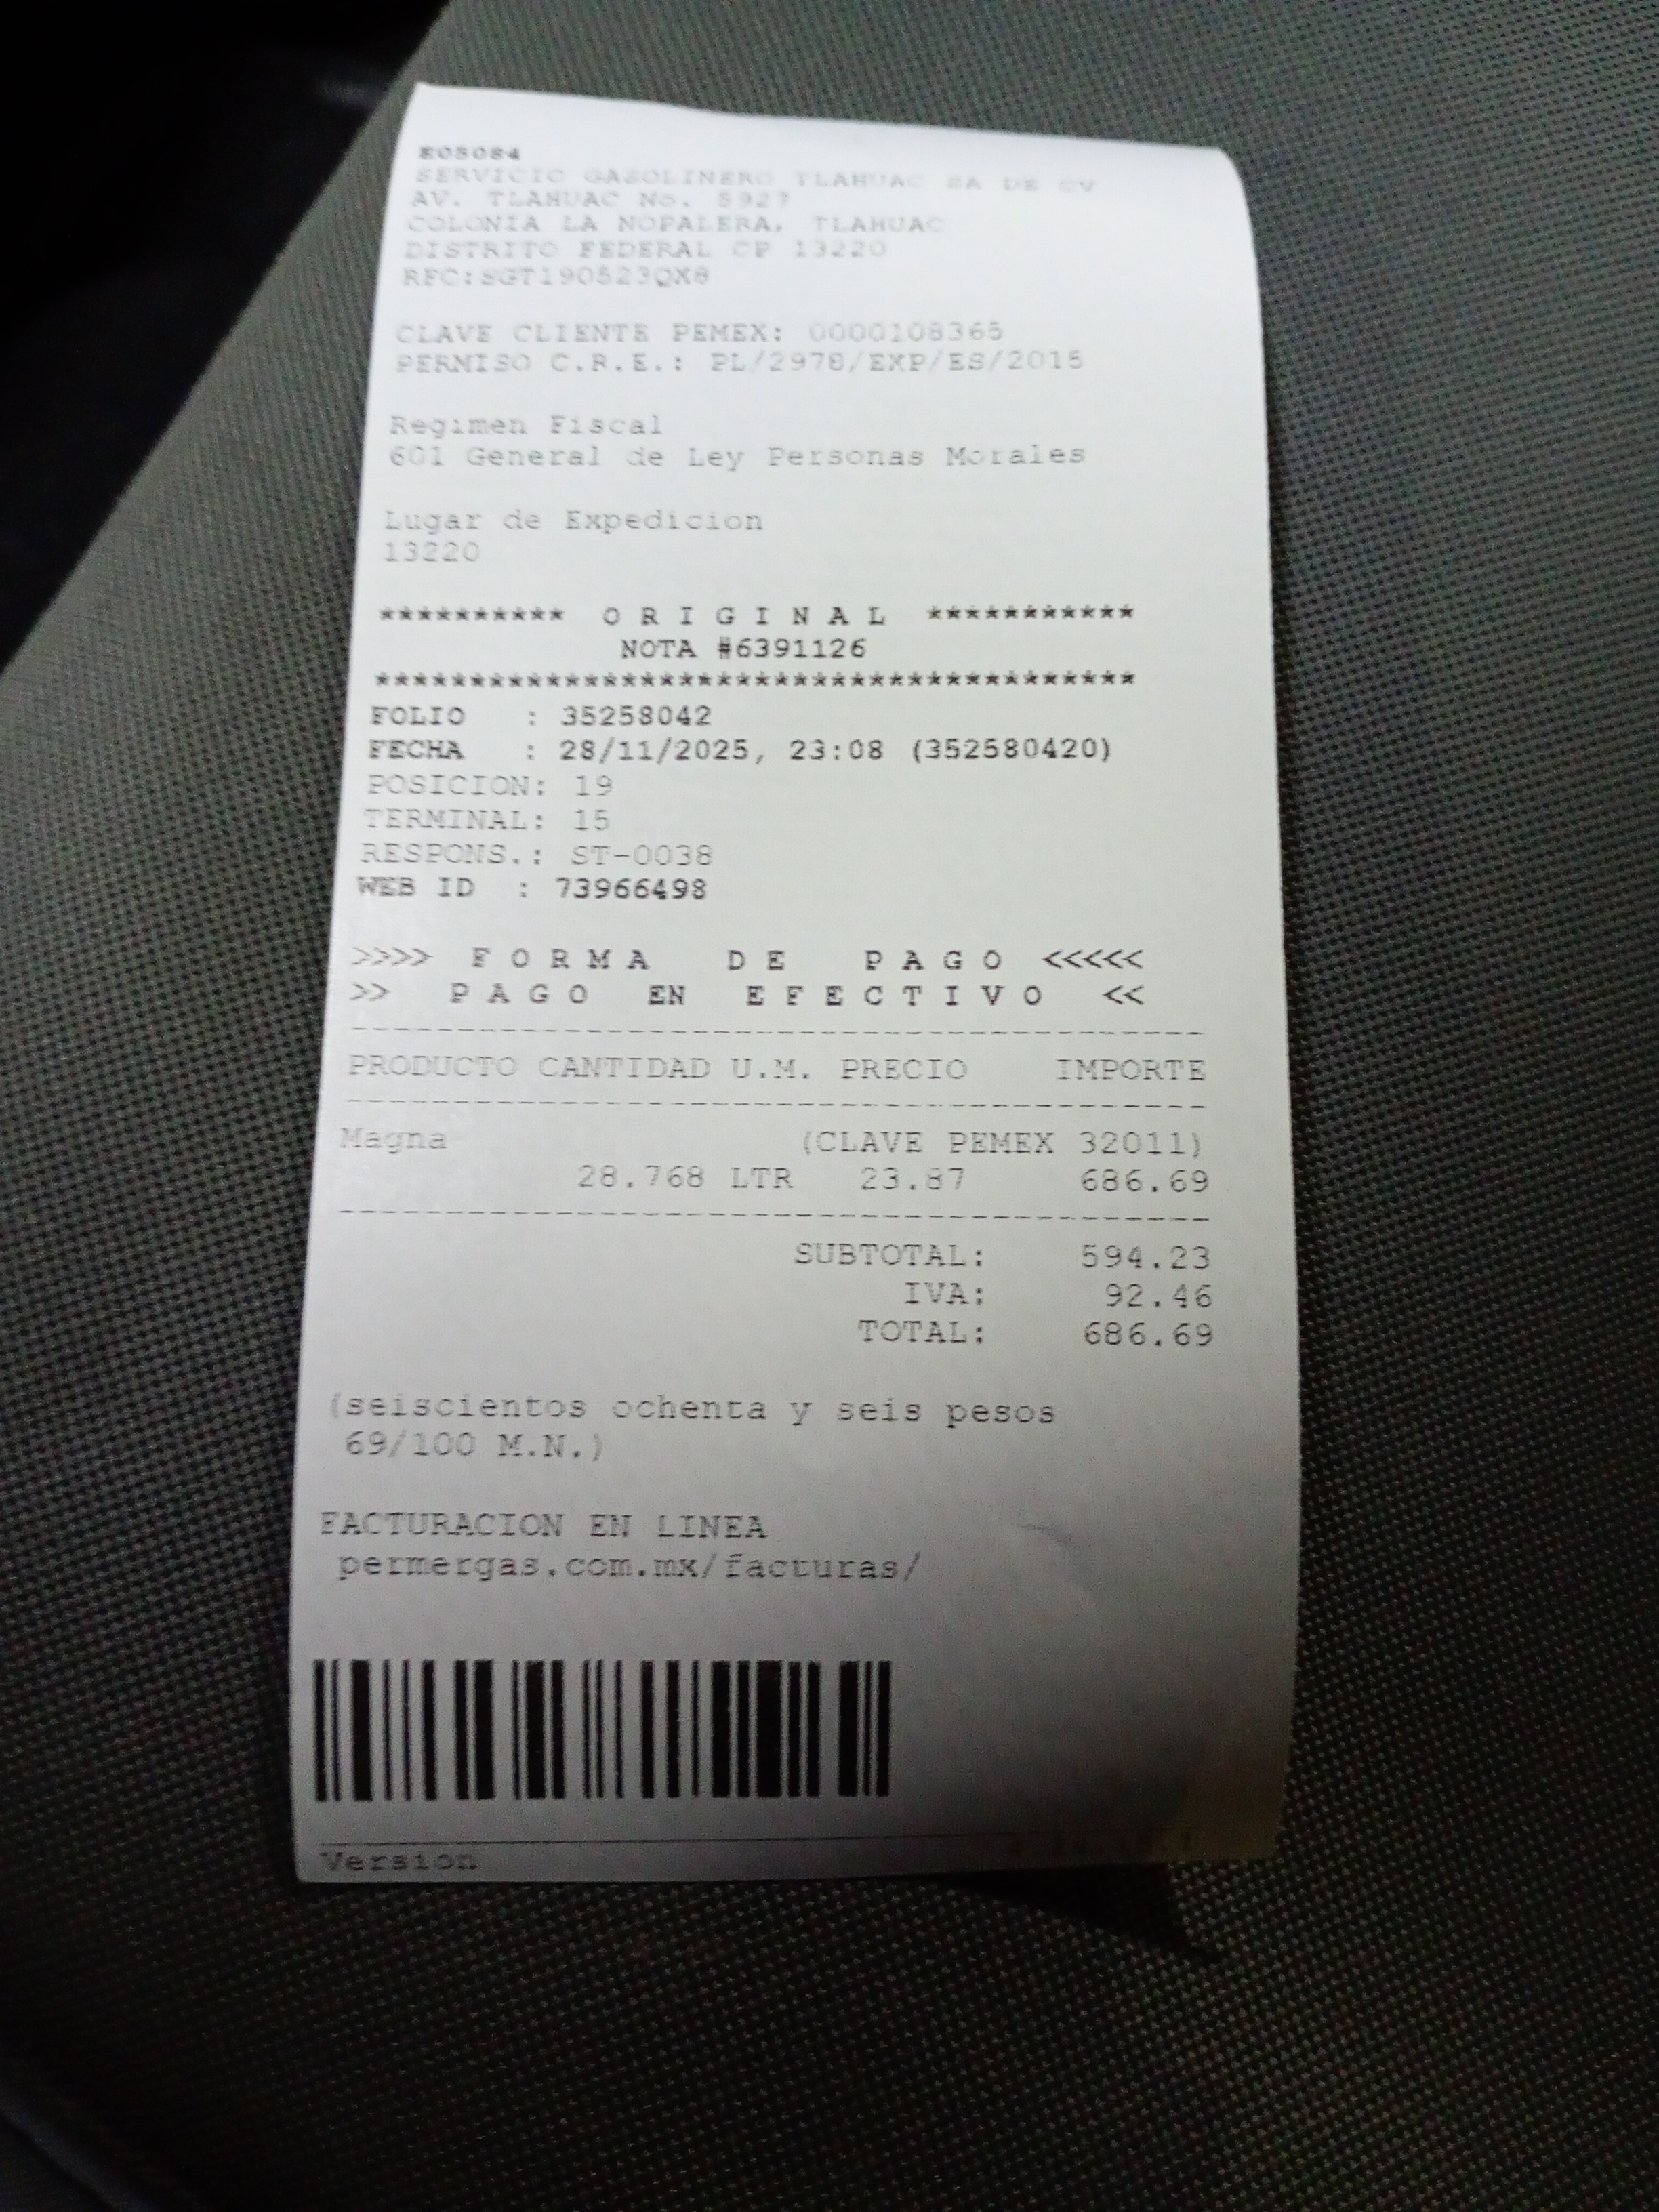 E05084
SERVICIO GASOLINERO TLAHUAC SA DE CV
AV. TLAHUAC No. 5927
COLONIA LA NOPALERA, TLAHUAC
DISTRITO FEDERAL CP 13220
RFC:SGT190523QX8
CLAVE CLIENTE PEMEX: 0000108365
PERMISO C.R.E.: PL/2978/EXP/ES/2015
Regimen Fiscal
601 General de Ley Personas Morales
Lugar de Expedicion
13220
********** O R I G I N A L ***********
NOTA #6391126
****************************************
FOLIO : 35258042
FECHA : 28/11/2025, 23:08 (352580420)
POSICION: 19
TERMINAL: 15
RESPONS.: ST-0038
WEB ID : 73966498
>>>> F O R M A D E P A G O <<<<<
>> P A G O EN E F E C T I V O <<
PRODUCTO CANTIDAD U.M. PRECIO IMPORTE
Magna (CLAVE PEMEX 32011)
28.768 LTR 23.87 686.69
SUBTOTAL: 594.23
IVA: 92.46
TOTAL: 686.69
(seiscientos ochenta y seis pesos
69/100 M.N.)
FACTURACION EN LINEA
permergas.com.mx/facturas/
Version